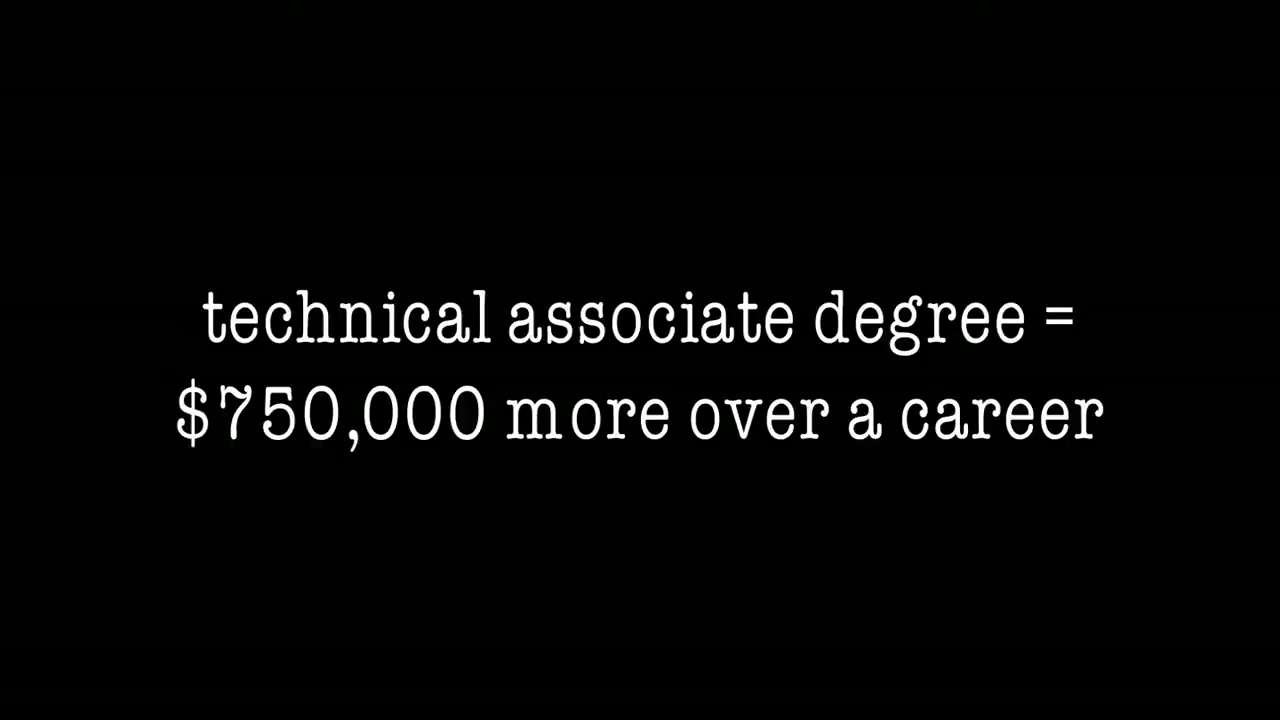 technical associate degree =
$750,000 more over a career